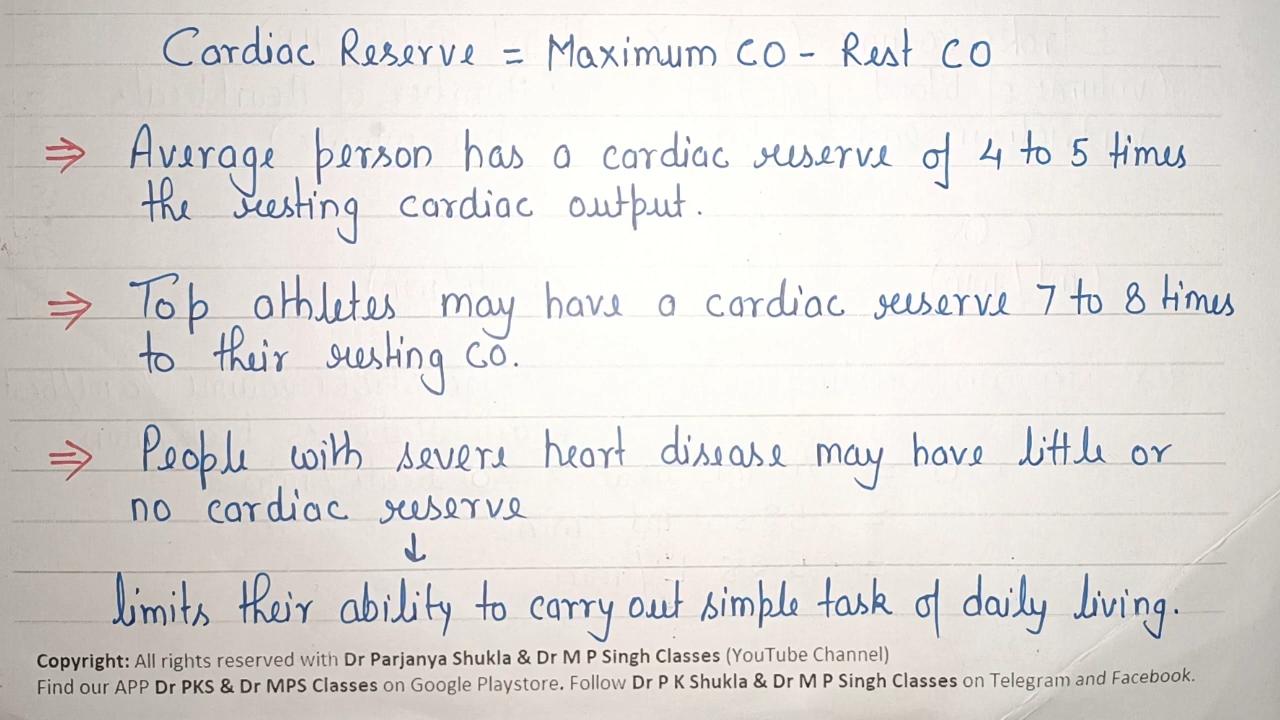 Cardiac Reserve = Maximum CO - Rest CO
⇒ Average person has a cardiac reserve of 4 to 5 times
the resting cardiac output.
⇒ Top athletes may have a cardiac reserve 7 to 8 times
to their resting CO.
⇒ People with severe heart disease may have little or
no cardiac reserve
↓
limits their ability to carry out simple task of daily living.
Copyright: All rights reserved with Dr Parjanya Shukla & Dr M P Singh Classes (YouTube Channel)
Find our APP Dr PKS & Dr MPS Classes on Google Playstore. Follow Dr P K Shukla & Dr M P Singh Classes on Telegram and Facebook.